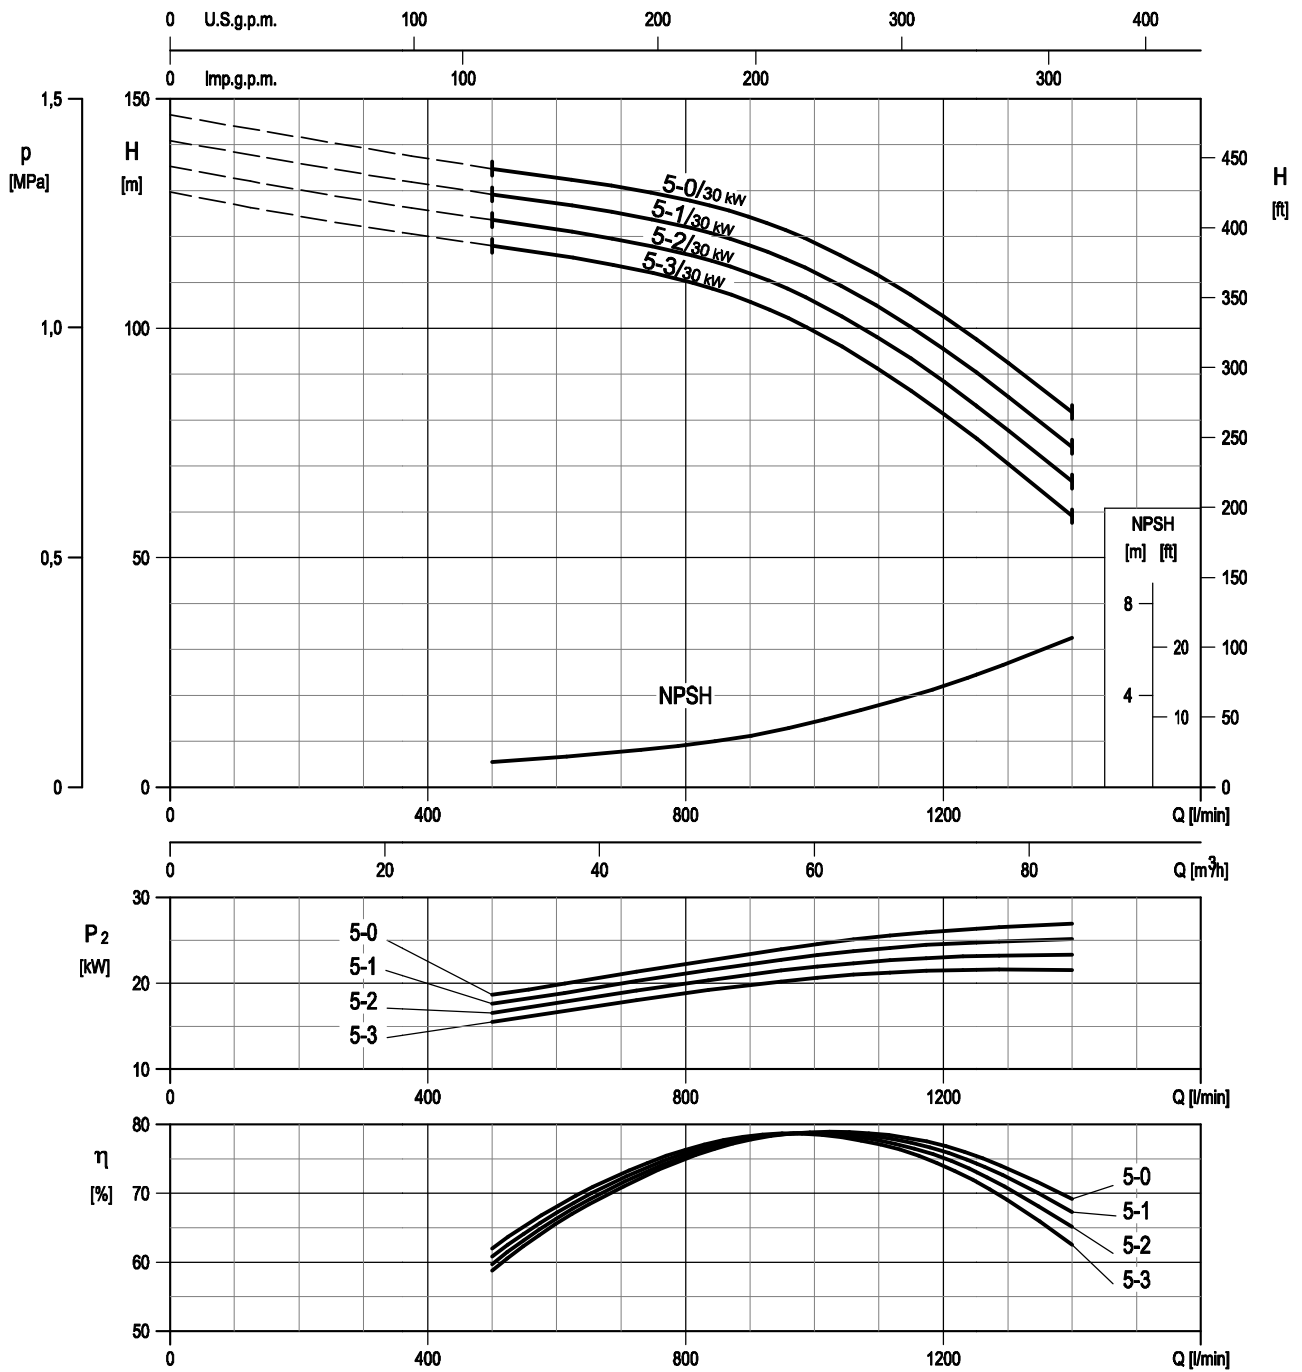 0 U.S.g.p.m. 100 200 300 400
0 Imp.g.p.m. 100 200 300
1,5 150
p H
[MPa] [m]
450
H
[ft]
5-0/30 kW
5-1/30 kW
5-2/30 kW
5-3/30 kW
400
350
1,0 100
300
250
200
NPSH
[m] [ft]
0,5 50
150
8
20 100
NPSH
4
10 50
0 0 0
0 400 800 1200 Q [l/min]
0 20 40 60 80 Q [m³/h]
30
P2
[kW]
5-0
5-1
20
5-2
5-3
10
0 400 800 1200 Q [l/min]
80
η
[%]
70
5-0
5-1
5-2
60
5-3
50
0 400 800 1200 Q [l/min]